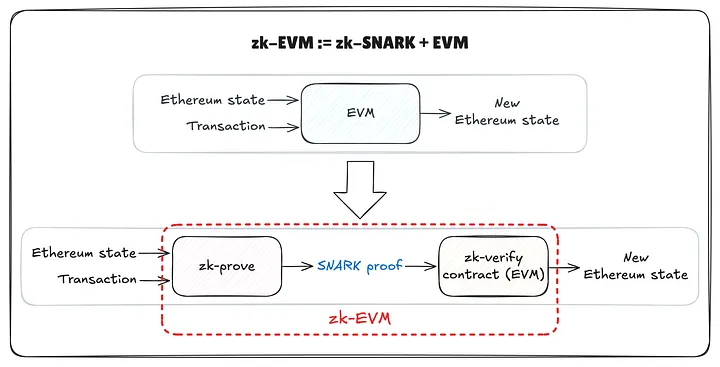 zk-EVM := zk-SNARK + EVM
Ethereum state
Transaction
EVM
New
Ethereum state
Ethereum state
Transaction
zk-prove
SNARK proof
zk-verify
contract (EVM)
New
Ethereum state
zk-EVM